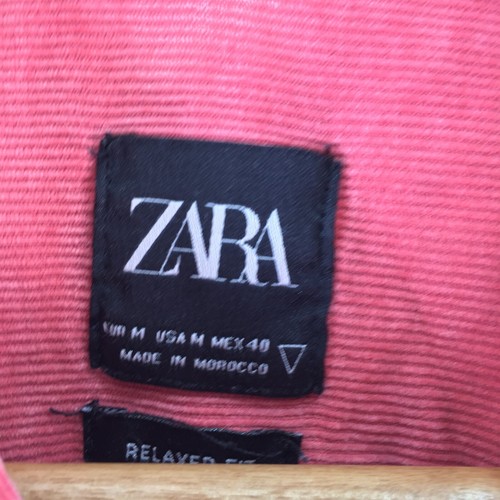 ZARA
EUR M USA M MEX 40
MADE IN MOROCCO
RELAXED FIT